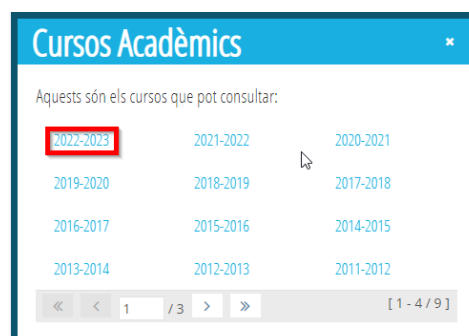 Cursos Acadèmics ×
Aquests són els cursos que pot consultar:
2022-2023 2021-2022 2020-2021
2019-2020 2018-2019 2017-2018
2016-2017 2015-2016 2014-2015
2013-2014 2012-2013 2011-2012
« < 1 / 3 > » [ 1 - 4 / 9 ]